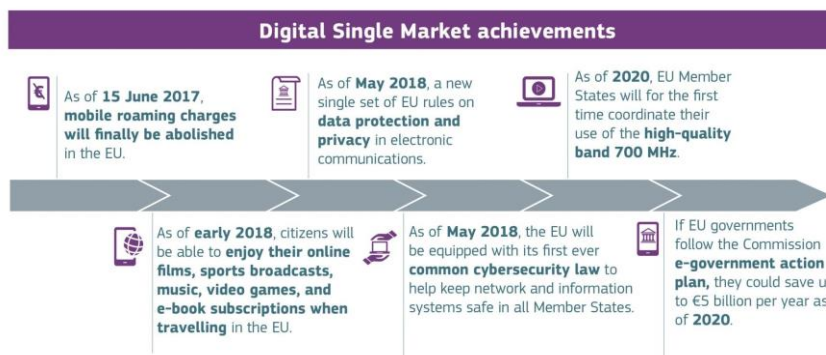 Digital Single Market achievements
As of 15 June 2017,
mobile roaming charges
will finally be abolished
in the EU.
As of May 2018, a new
single set of EU rules on
data protection and
privacy in electronic
communications.
As of 2020, EU Member
States will for the first
time coordinate their
use of the high-quality
band 700 MHz.
As of early 2018, citizens will
be able to enjoy their online
films, sports broadcasts,
music, video games, and
e-book subscriptions when
travelling in the EU.
As of May 2018, the EU will
be equipped with its first ever
common cybersecurity law to
help keep network and information
systems safe in all Member States.
If EU governments
follow the Commission
e-government action
plan, they could save u
to €5 billion per year as
of 2020.